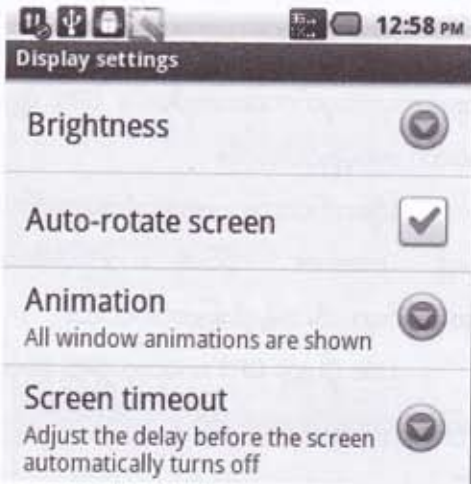 12:58 PM
Display settings
Brightness
Auto-rotate screen
Animation
All window animations are shown
Screen timeout
Adjust the delay before the screen
automatically turns off